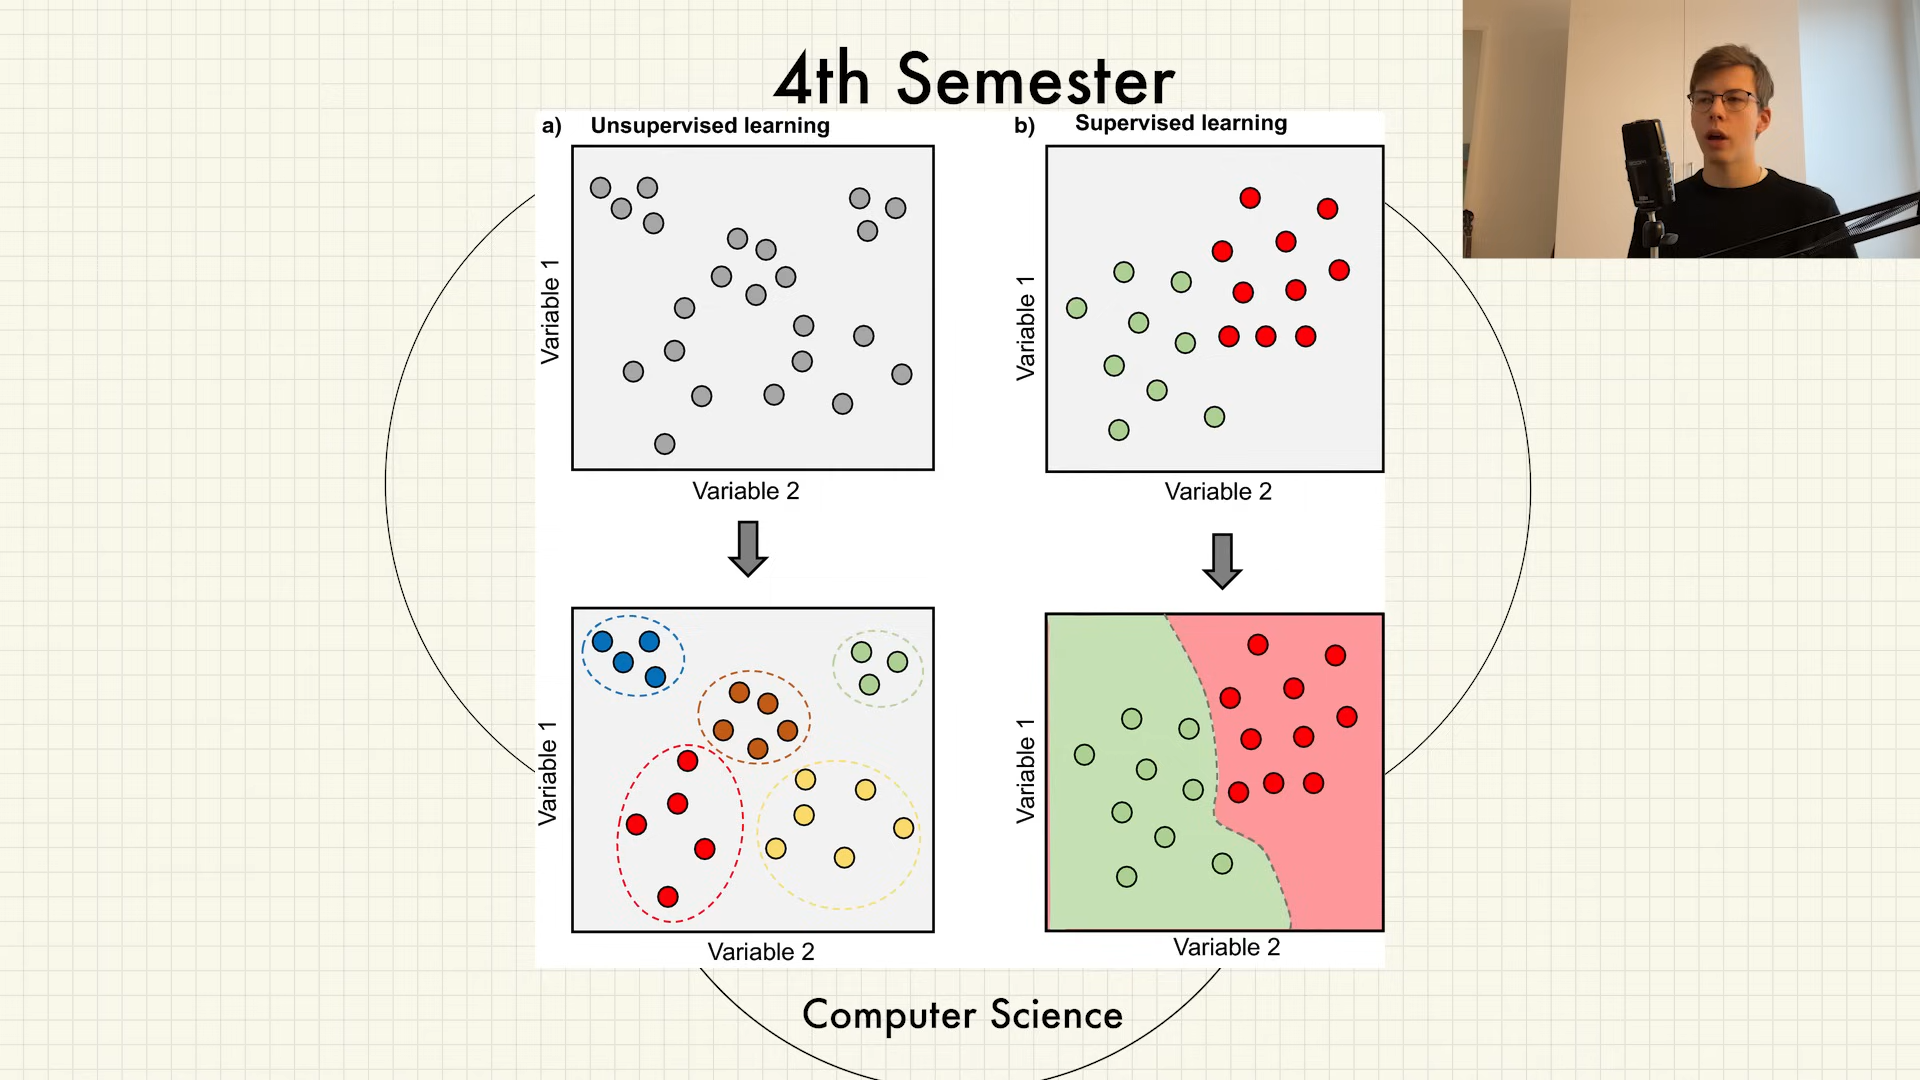 4th Semester
a) Unsupervised learning
Variable 1
Variable 2
Variable 1
Variable 2
b) Supervised learning
Variable 1
Variable 2
Variable 1
Variable 2
Computer Science